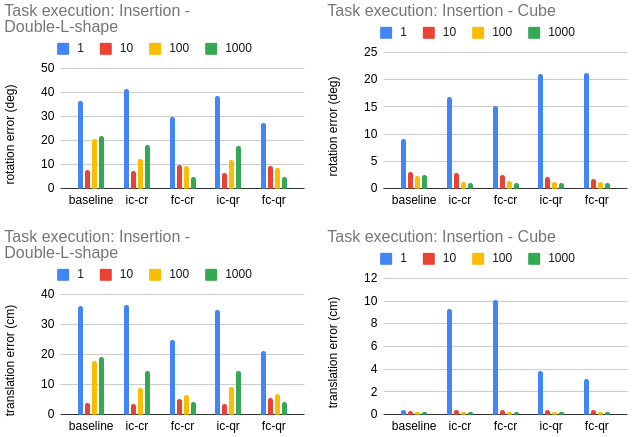 Task execution: Insertion -
Double-L-shape
1 10 100 1000
rotation error (deg)
50
40
30
20
10
0
baseline ic-cr fc-cr ic-qr fc-qr
Task execution: Insertion - Cube
1 10 100 1000
rotation error (deg)
25
20
15
10
5
0
baseline ic-cr fc-cr ic-qr fc-qr
Task execution: Insertion -
Double-L-shape
1 10 100 1000
translation error (cm)
40
30
20
10
0
baseline ic-cr fc-cr ic-qr fc-qr
Task execution: Insertion - Cube
1 10 100 1000
translation error (cm)
12
10
8
6
4
2
0
baseline ic-cr fc-cr ic-qr fc-qr